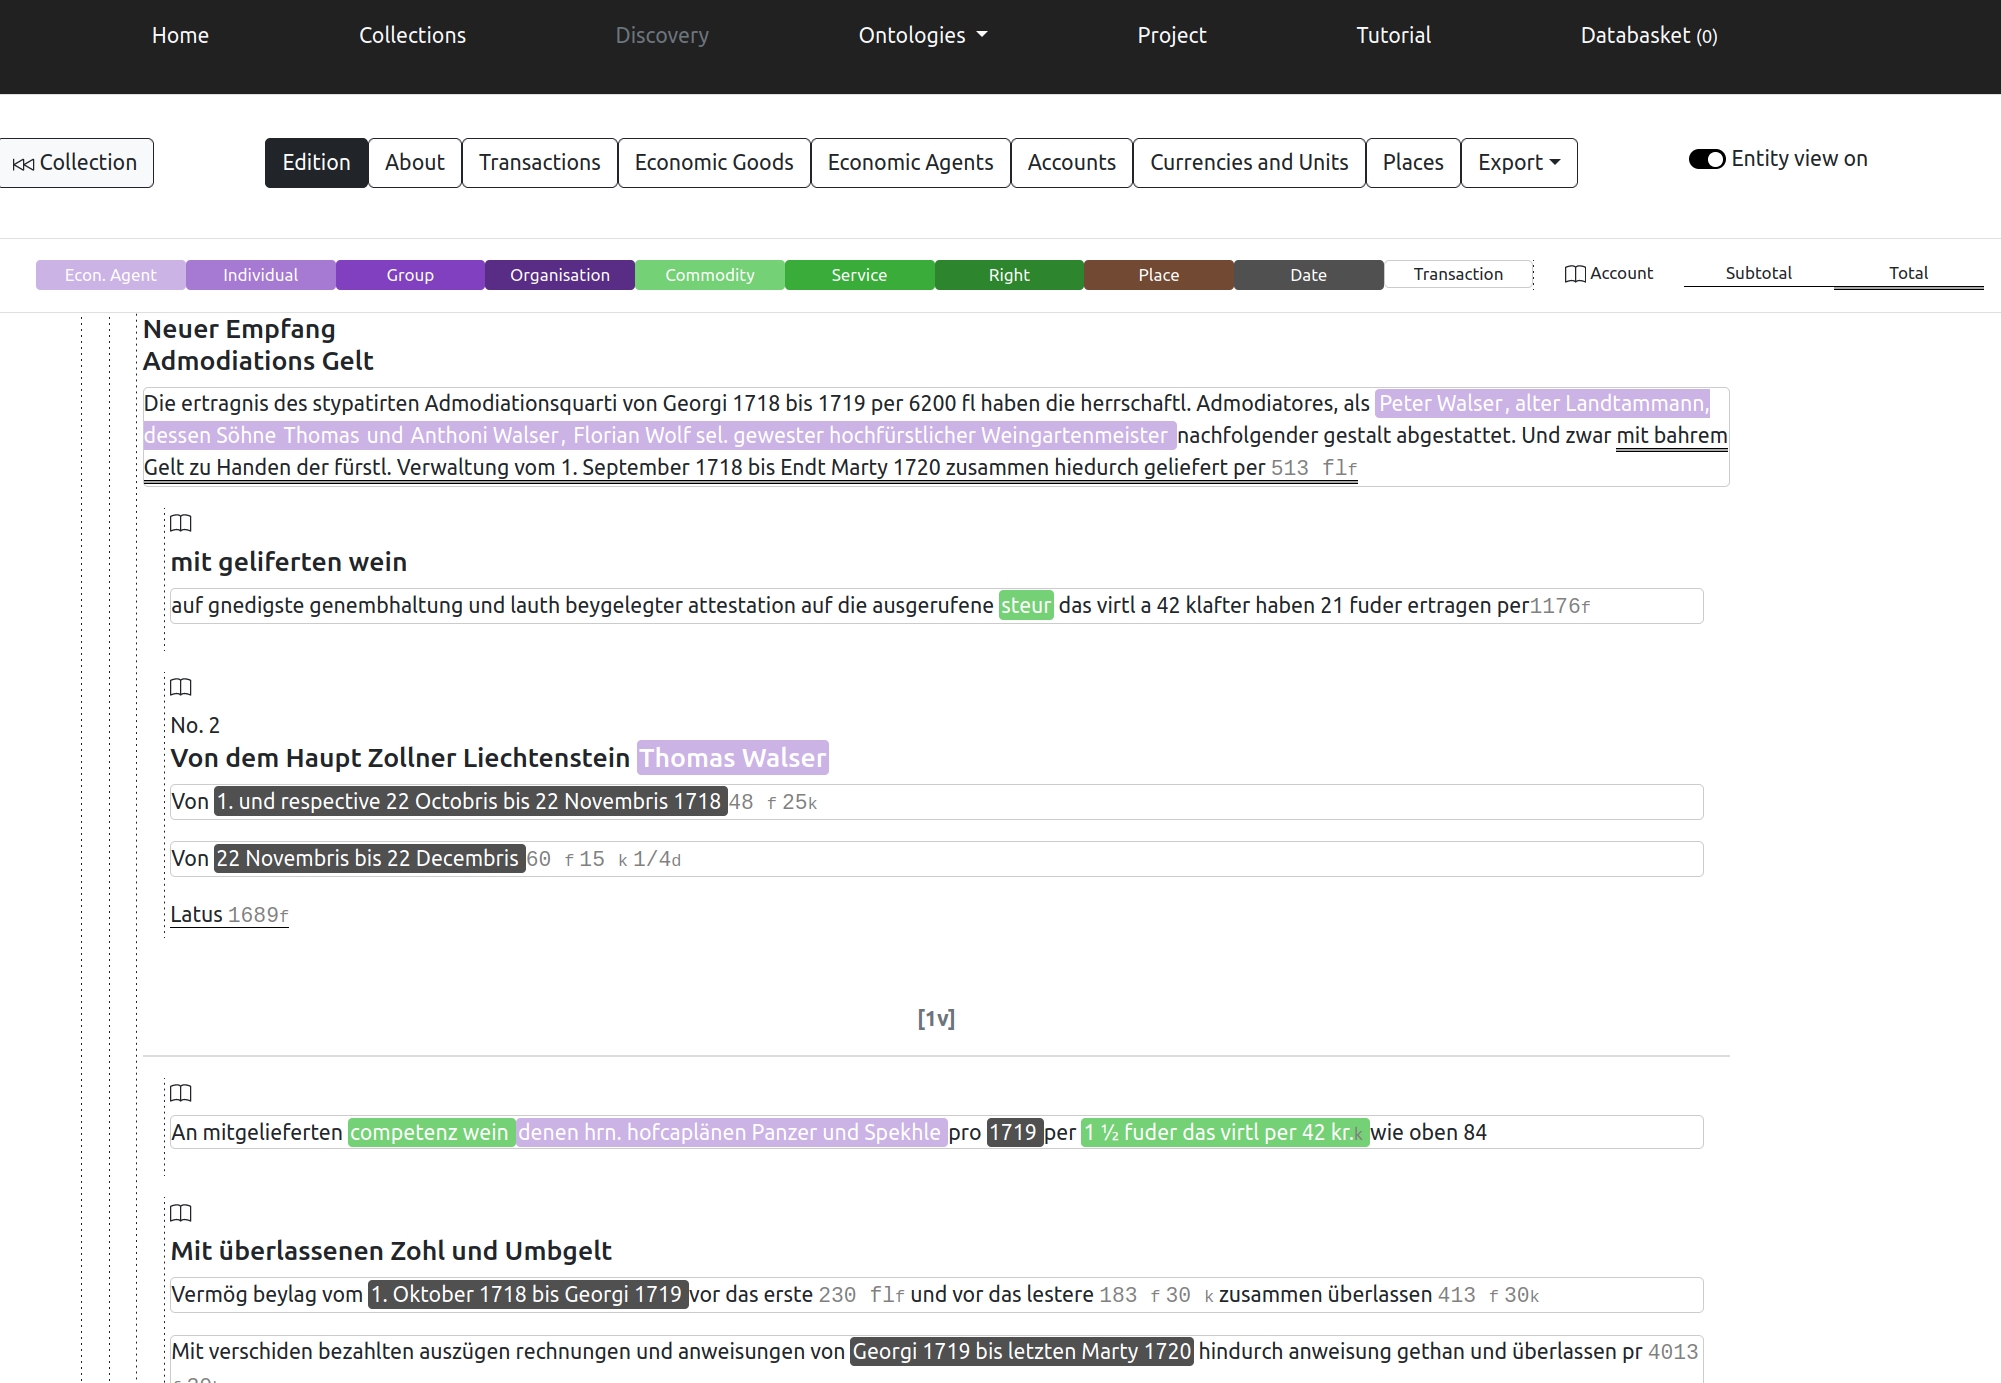 Home Collections Discovery Ontologies Project Tutorial Databasket (0)
Collection Edition About Transactions Economic Goods Economic Agents Accounts Currencies and Units Places Export Entity view on
Econ. Agent Individual Group Organisation Commodity Service Right Place Date Transaction Account Subtotal Total
Neuer Empfang
Admodiations Gelt
Die ertragnis des stypatirten Admodiationsquarti von Georgi 1718 bis 1719 per 6200 fl haben die herrschaftl. Admodiatores, als Peter Walser, alter Landtammann,
dessen Söhne Thomas und Anthoni Walser, Florian Wolf sel. gewester hochfürstlicher Weingartenmeister nachfolgender gestalt abgestattet. Und zwar mit bahrem
Gelt zu Handen der fürstl. Verwaltung vom 1. September 1718 bis Endt Marty 1720 zusammen hiedurch geliefert per 513 flf
mit geliferten wein
auf gnedigste genembhaltung und lauth beygelegter attestation auf die ausgerufene steur das virtl a 42 klafter haben 21 fuder ertragen per1176f
No. 2
Von dem Haupt Zollner Liechtenstein Thomas Walser
Von 1. und respective 22 Octobris bis 22 Novembris 1718 48 f 25k
Von 22 Novembris bis 22 Decembris 60 f 15 k 1/4d
Latus 1689f
[1v]
An mitgelieferten competenz wein denen hrn. hofcaplänen Panzer und Spekhle pro 1719 per 1 ½ fuder das virtl per 42 kr.k wie oben 84
Mit überlassenen Zohl und Umbgelt
Vermög beylag vom 1. Oktober 1718 bis Georgi 1719 vor das erste 230 flf und vor das lestere 183 f 30 k zusammen überlassen 413 f 30k
Mit verschiden bezahlten auszügen rechnungen und anweisungen von Georgi 1719 bis letzten Marty 1720 hindurch anweisung gethan und überlassen pr 4013